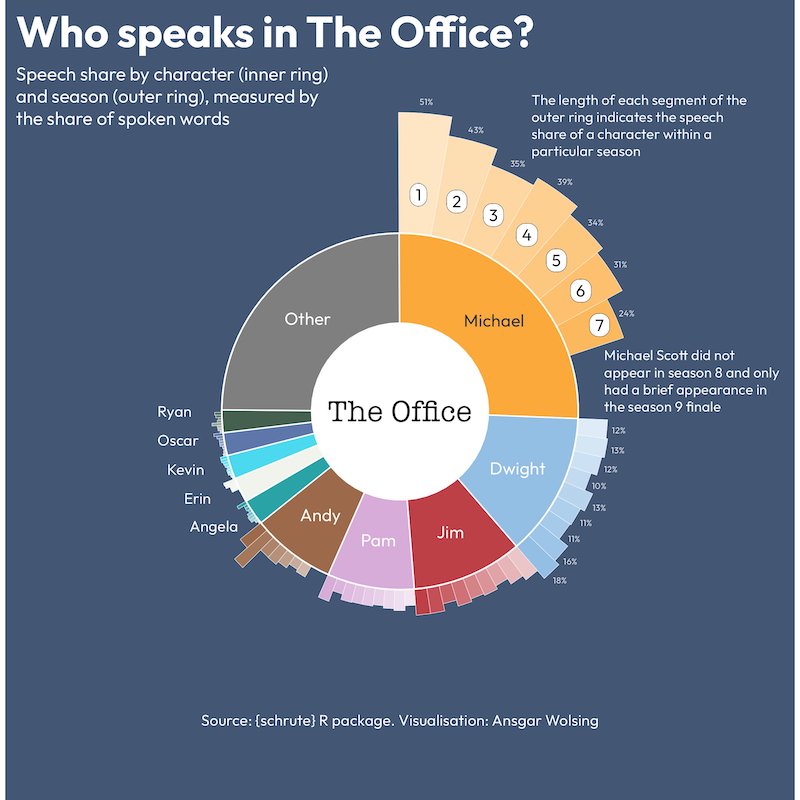 Who speaks in The Office?
Speech share by character (inner ring)
and season (outer ring), measured by
the share of spoken words
The length of each segment of the
outer ring indicates the speech
share of a character within a
particular season
51%
43%
35%
39%
34%
31%
24%
1
2
3
4
5
6
7
Other
Michael
Michael Scott did not
appear in season 8 and only
had a brief appearance in
the season 9 finale
The Office
Ryan
Oscar
Kevin
Erin
Angela
Andy
Pam
Jim
Dwight
12%
13%
12%
10%
13%
11%
11%
16%
18%
Source: {schrute} R package. Visualisation: Ansgar Wolsing